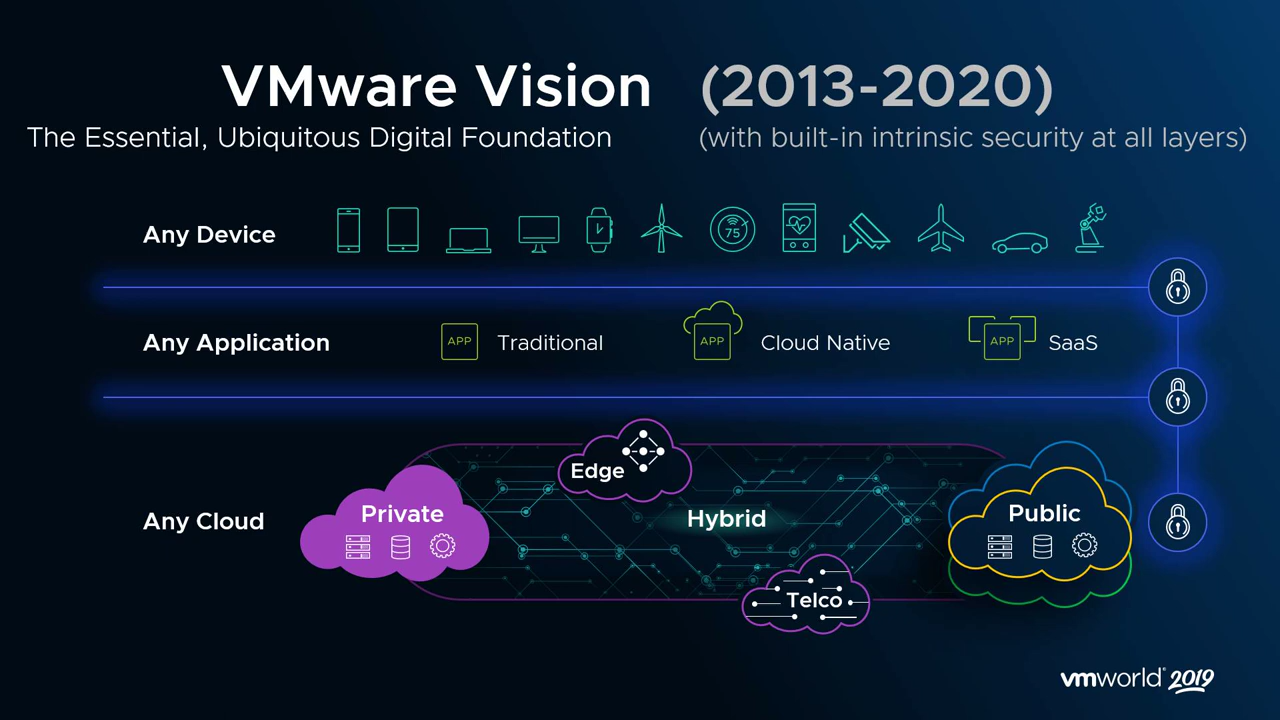 VMware Vision (2013-2020)
The Essential, Ubiquitous Digital Foundation (with built-in intrinsic security at all layers)
Any Device
75
Any Application
APP Traditional
APP Cloud Native
APP SaaS
Any Cloud
Private
Edge
Hybrid
Telco
Public
vmworld® 2019